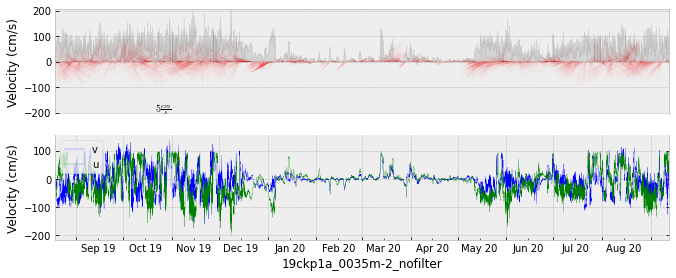 200
100
0
−100
−200
Velocity (cm/s)
5 cm/s
100
0
−100
−200
Velocity (cm/s)
v
u
Sep 19 Oct 19 Nov 19 Dec 19 Jan 20 Feb 20 Mar 20 Apr 20 May 20 Jun 20 Jul 20 Aug 20
19ckp1a_0035m-2_nofilter